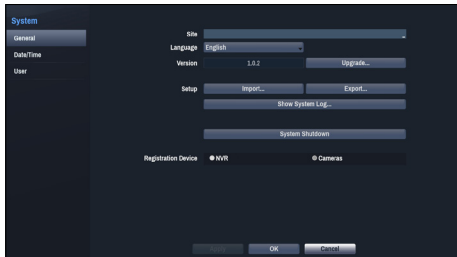 System
General
Date/Time
User
Site
Language English
Version 1.0.2 Upgrade...
Setup Import... Export...
Show System Log...
System Shutdown
Registration Device NVR Cameras
Apply OK Cancel